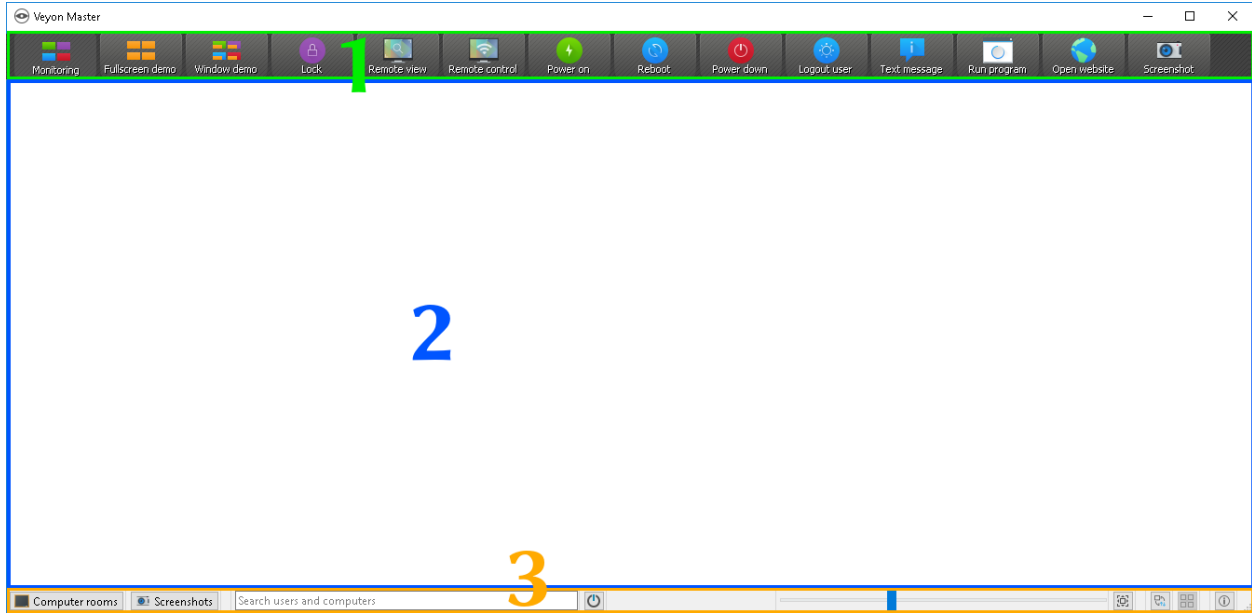 Veyon Master
1
Monitoring Fullscreen demo Window demo Lock Remote view Remote control Power on Reboot Power down Logout user Text message Run program Open website Screenshot
2
3
Computer rooms Screenshots Search users and computers